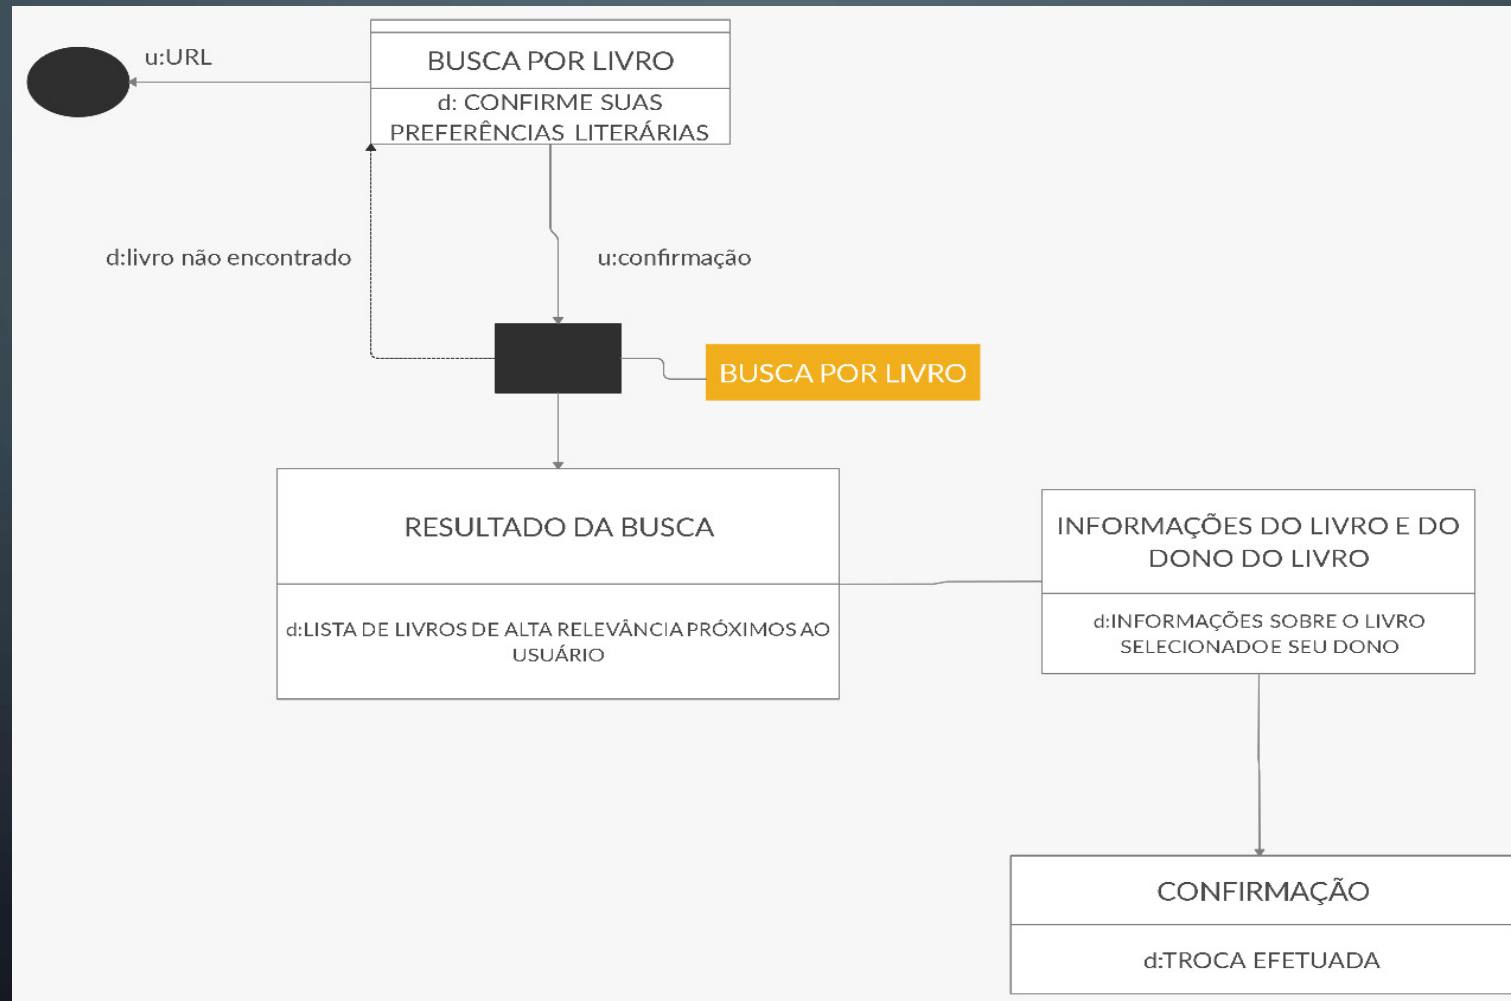 u:URL
BUSCA POR LIVRO
d: CONFIRME SUAS
PREFERÊNCIAS LITERÁRIAS
d:livro não encontrado
u:confirmação
BUSCA POR LIVRO
RESULTADO DA BUSCA
d:LISTA DE LIVROS DE ALTA RELEVÂNCIA PRÓXIMOS AO
USUÁRIO
INFORMAÇÕES DO LIVRO E DO
DONO DO LIVRO
d:INFORMAÇÕES SOBRE O LIVRO
SELECIONADO E SEU DONO
CONFIRMAÇÃO
d:TROCA EFETUADA